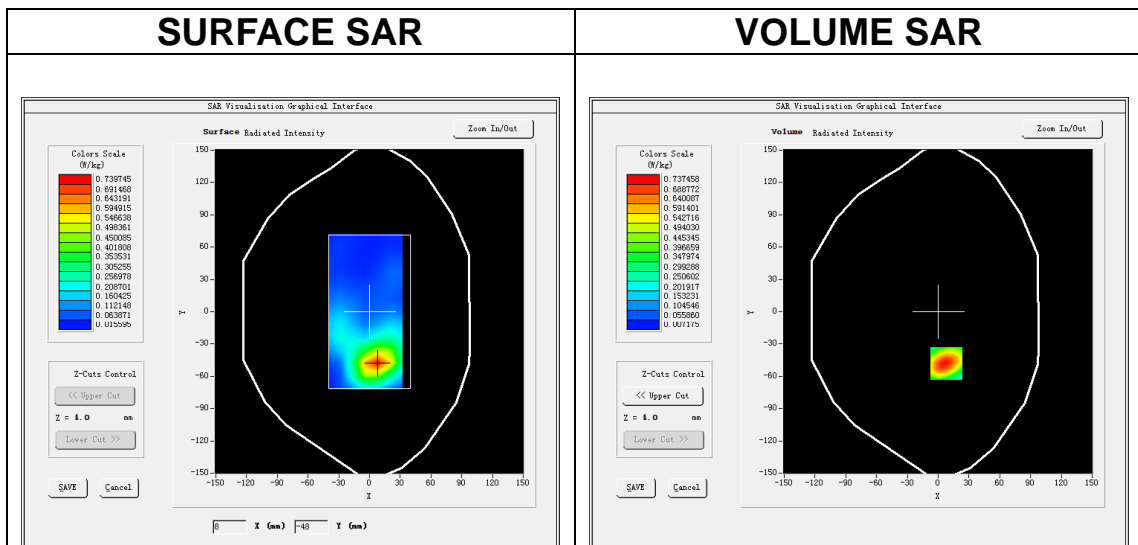 SURFACE SAR
VOLUME SAR
SAR Visualisation Graphical Interface
Surface Radiated Intensity
Zoom In/Out
Colors Scale
(W/kg)
0.739745
0.691468
0.643191
0.594915
0.546638
0.498361
0.450085
0.401808
0.353531
0.305255
0.256978
0.208701
0.160425
0.112148
0.063871
0.015595
Z-Cuts Control
<< Upper Cut
Z = 4.0 mm
Lower Cut >>
SAVE
Cancel
150
120
90
60
30
0
-30
-60
-90
-120
-150
Y
-150 -120 -90 -60 -30 0 30 60 90 120 150
X
8 X (mm) -48 Y (mm)
SAR Visualisation Graphical Interface
Volume Radiated Intensity
Zoom In/Out
Colors Scale
(W/kg)
0.737458
0.688772
0.640087
0.591401
0.542716
0.494030
0.445345
0.396659
0.347974
0.299288
0.250602
0.201917
0.153231
0.104546
0.055860
0.007175
Z-Cuts Control
<< Upper Cut
Z = 4.0 mm
Lower Cut >>
SAVE
Cancel
150
120
90
60
30
0
-30
-60
-90
-120
-150
Y
-150 -120 -90 -60 -30 0 30 60 90 120 150
X